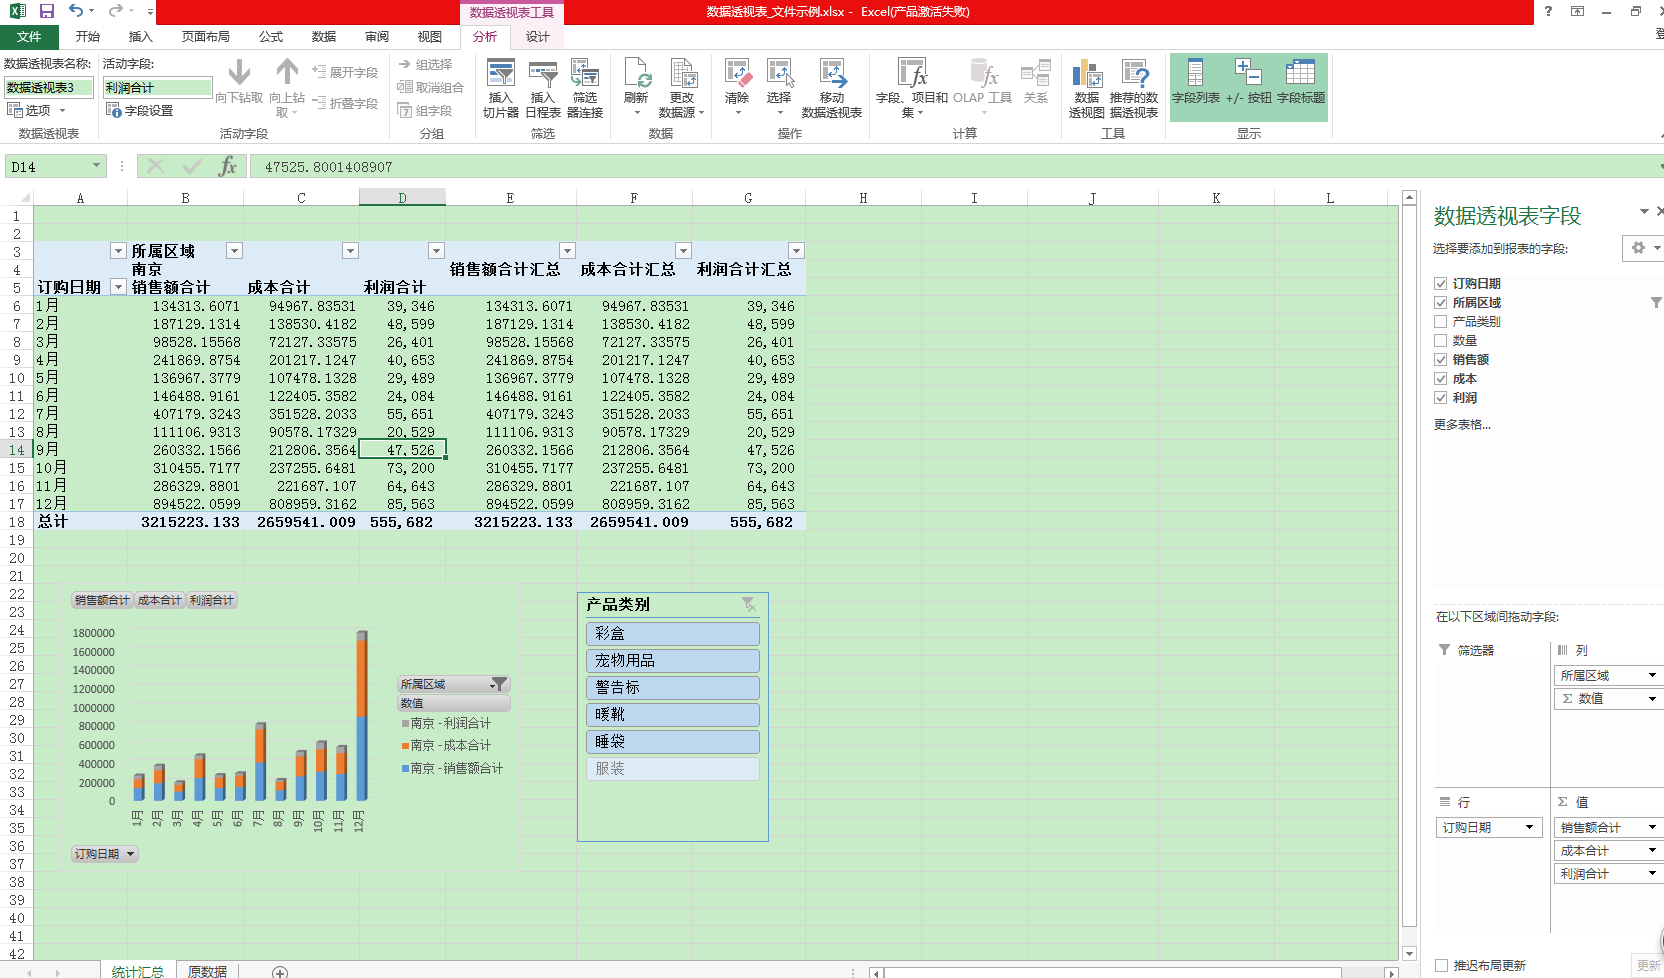 数据透视表工具
数据透视表_文件示例.xlsx - Excel(产品激活失败)
文件 开始 插入 页面布局 公式 数据 审阅 视图 分析 设计
数据透视表名称: 活动字段:
数据透视表3 利润合计
选项 字段设置
向下钻取 向上钻取
展开字段
折叠字段
组选择
取消组合
组字段
插入切片器 插入日程表 筛选器连接
刷新 更改数据源
清除 选择 移动数据透视表
字段、项目和集 OLAP 工具 关系
数据透视图 推荐的数据透视表
字段列表 +/- 按钮 字段标题
数据透视表 活动字段 分组 筛选 数据 操作 计算 工具 显示
D14 fx 47525.8001408907
A B C D E F G H I J K L
1
2
3 所属区域
4 南京 销售额合计汇总 成本合计汇总 利润合计汇总
5 订购日期 销售额合计 成本合计 利润合计
6 1月 134313.6071 94967.83531 39,346 134313.6071 94967.83531 39,346
7 2月 187129.1314 138530.4182 48,599 187129.1314 138530.4182 48,599
8 3月 98528.15568 72127.33575 26,401 98528.15568 72127.33575 26,401
9 4月 241869.8754 201217.1247 40,653 241869.8754 201217.1247 40,653
10 5月 136967.3779 107478.1328 29,489 136967.3779 107478.1328 29,489
11 6月 146488.9161 122405.3582 24,084 146488.9161 122405.3582 24,084
12 7月 407179.3243 351528.2033 55,651 407179.3243 351528.2033 55,651
13 8月 111106.9313 90578.17329 20,529 111106.9313 90578.17329 20,529
14 9月 260332.1566 212806.3564 47,526 260332.1566 212806.3564 47,526
15 10月 310455.7177 237255.6481 73,200 310455.7177 237255.6481 73,200
16 11月 286329.8801 221687.107 64,643 286329.8801 221687.107 64,643
17 12月 894522.0599 808959.3162 85,563 894522.0599 808959.3162 85,563
18 总计 3215223.133 2659541.009 555,682 3215223.133 2659541.009 555,682
19
20
21
22
23
24
25
26
27
28
29
30
31
32
33
34
35
36
37
38
39
40
41
42
销售额合计 成本合计 利润合计
1800000
1600000
1400000
1200000
1000000
800000
600000
400000
200000
0
1月 2月 3月 4月 5月 6月 7月 8月 9月 10月 11月 12月
所属区域
数值
南京 - 利润合计
南京 - 成本合计
南京 - 销售额合计
订购日期
产品类别
彩盒
宠物用品
警告标
暖靴
睡袋
服装
数据透视表字段
选择要添加到报表的字段:
订购日期
所属区域
产品类别
数量
销售额
成本
利润
更多表格...
在以下区域间拖动字段:
筛选器 列
所属区域
Σ 数值
行 Σ 值
订购日期 销售额合计
成本合计
利润合计
推迟布局更新 更新
统计汇总 原数据